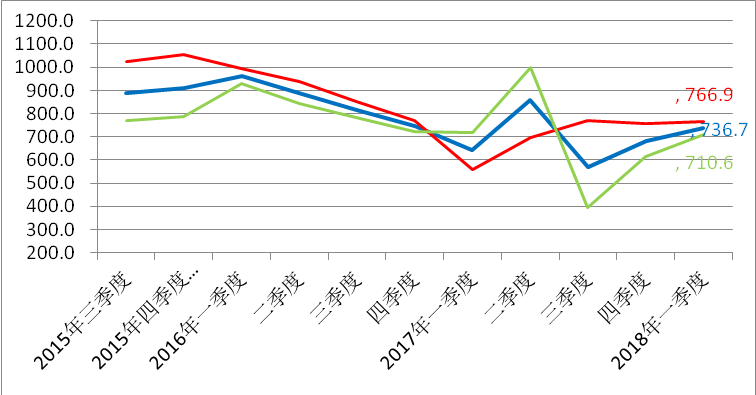 1200.0
1100.0
1000.0
900.0
800.0
700.0
600.0
500.0
400.0
300.0
200.0
, 766.9
, 736.7
, 710.6
2015年三季度
2015年四季度…
2016年一季度
二季度
三季度
四季度
2017年一季度
二季度
三季度
四季度
2018年一季度